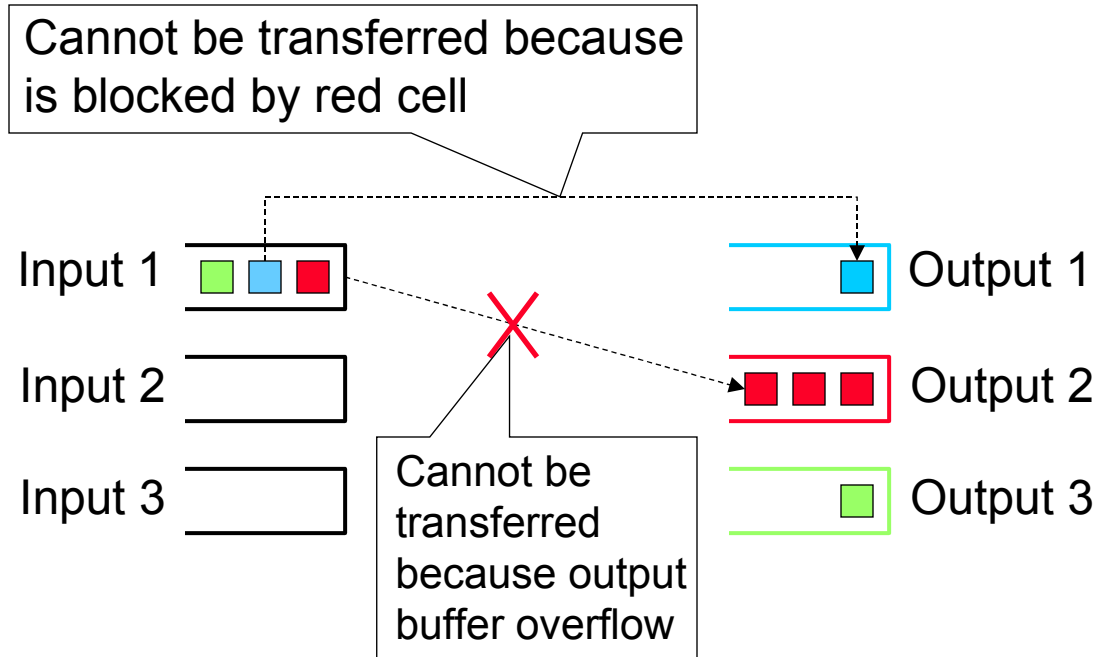 Cannot be transferred because
is blocked by red cell
Input 1
Output 1
Input 2
Output 2
Input 3
Output 3
Cannot be
transferred
because output
buffer overflow